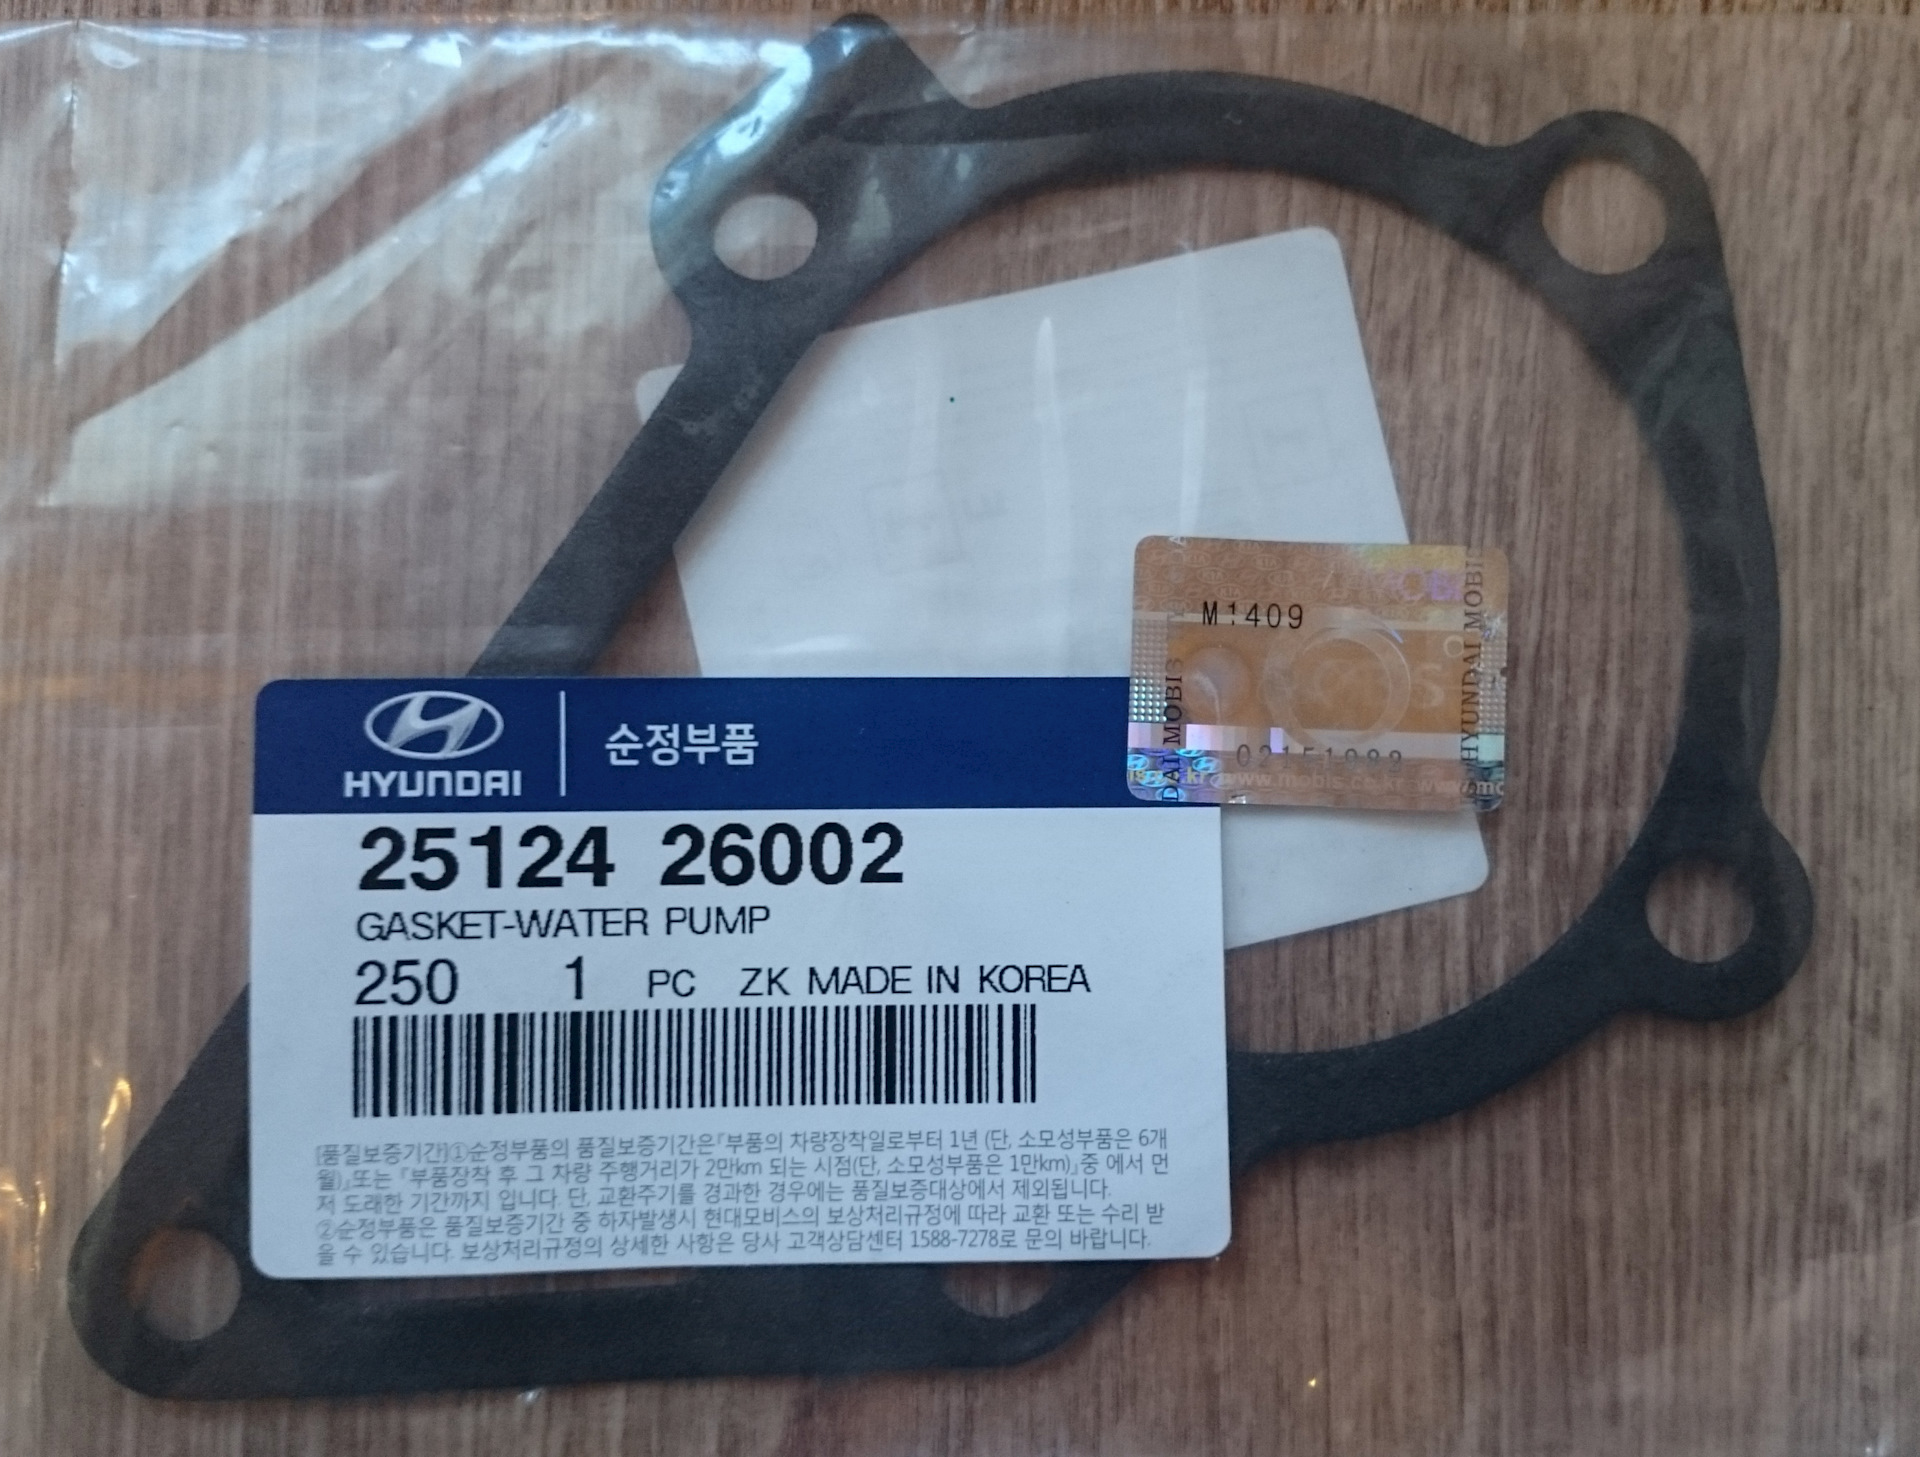 M1409
HYUNDAI MOBIS
DAI MOBIS
www.mobis.co.kr
HYUNDAI
순정부품
25124 26002
GASKET-WATER PUMP
250 1 PC ZK MADE IN KOREA
[품질보증기간]①순정부품의 품질보증기간은『부품의 차량장착일로부터 1년 (단, 소모성부품은 6개
월)』또는 『부품장착 후 그 차량 주행거리가 2만km 되는 시점(단, 소모성부품은 1만km)』중 에서 먼
저 도래한 기간까지 입니다. 단, 교환주기를 경과한 경우에는 품질보증대상에서 제외됩니다.
②순정부품은 품질보증기간 중 하자발생시 현대모비스의 보상처리규정에 따라 교환 또는 수리 받
을 수 있습니다. 보상처리규정의 상세한 사항은 당사 고객상담센터 1588-7278로 문의 바랍니다.